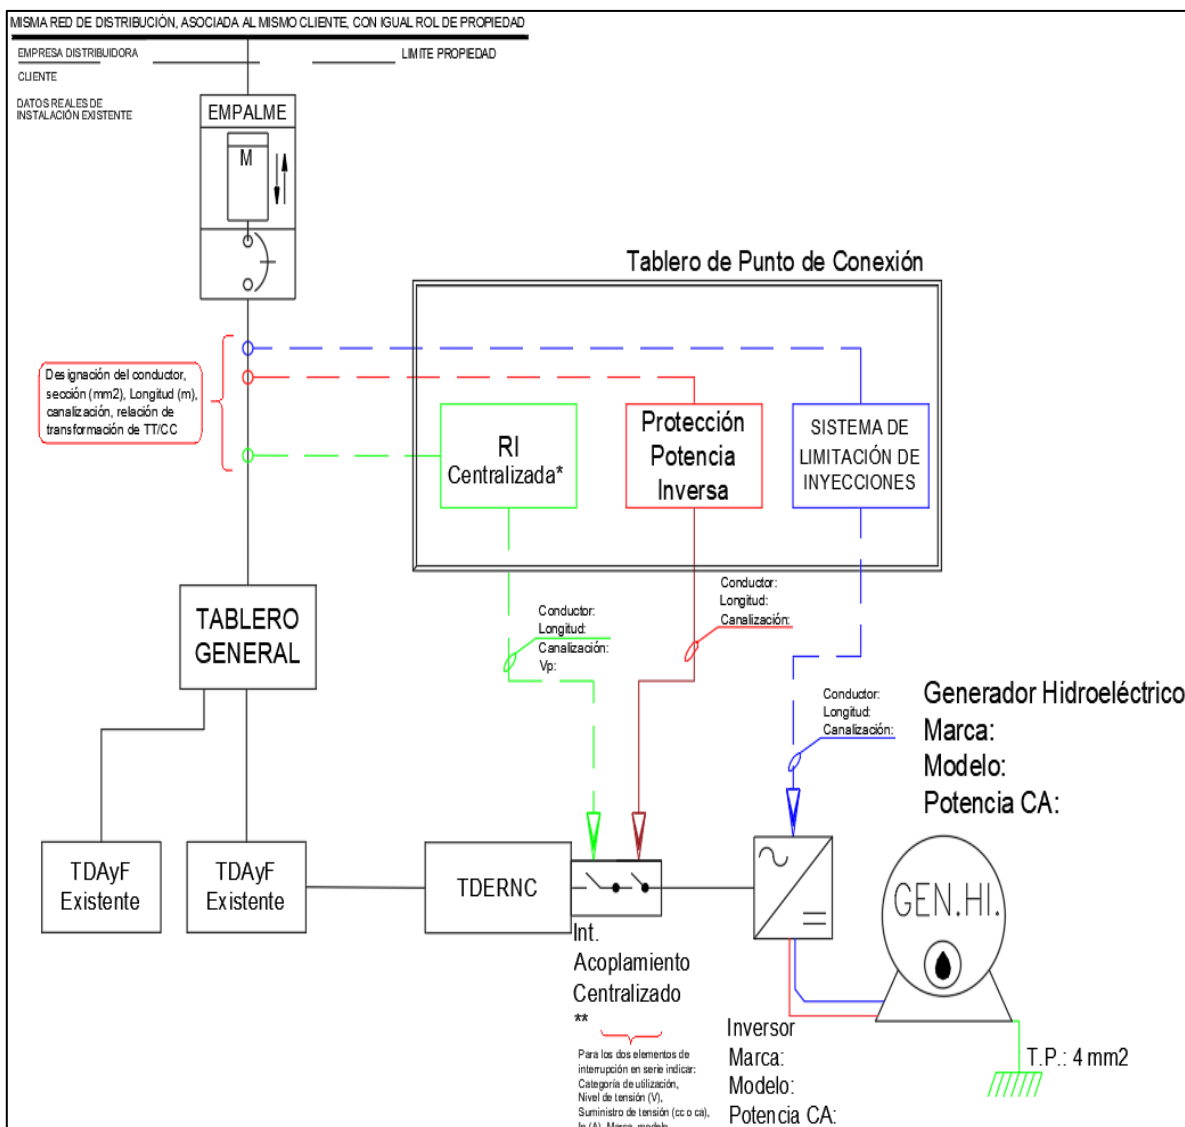 MISMA RED DE DISTRIBUCIÓN, ASOCIADA AL MISMO CLIENTE, CON IGUAL ROL DE PROPIEDAD
EMPRESA DISTRIBUIDORA
LIMITE PROPIEDAD
CLIENTE
DATOS REALES DE
INSTALACIÓN EXISTENTE
EMPALME
M
Tablero de Punto de Conexión
Designación del conductor,
sección (mm2), Longitud (m),
canalización, relación de
transformación de TT/CC
RI
Centralizada*
Protección
Potencia
Inversa
SISTEMA DE
LIMITACIÓN DE
INYECCIONES
TABLERO
GENERAL
Conductor:
Longitud:
Canalización:
Vp:
Conductor:
Longitud:
Canalización:
Conductor:
Longitud:
Canalización:
Generador Hidroeléctrico
Marca:
Modelo:
Potencia CA:
TDAyF
Existente
TDAyF
Existente
TDERNC
GEN.HI.
Int.
Acoplamiento
Centralizado
**
Para los dos elementos de
interrupción en serie indicar:
Categoría de utilización,
Nivel de tensión (V),
Suministro de tensión (cc o ca),
In (A), Marca, modelo
Inversor
Marca:
Modelo:
Potencia CA:
T.P.: 4 mm2